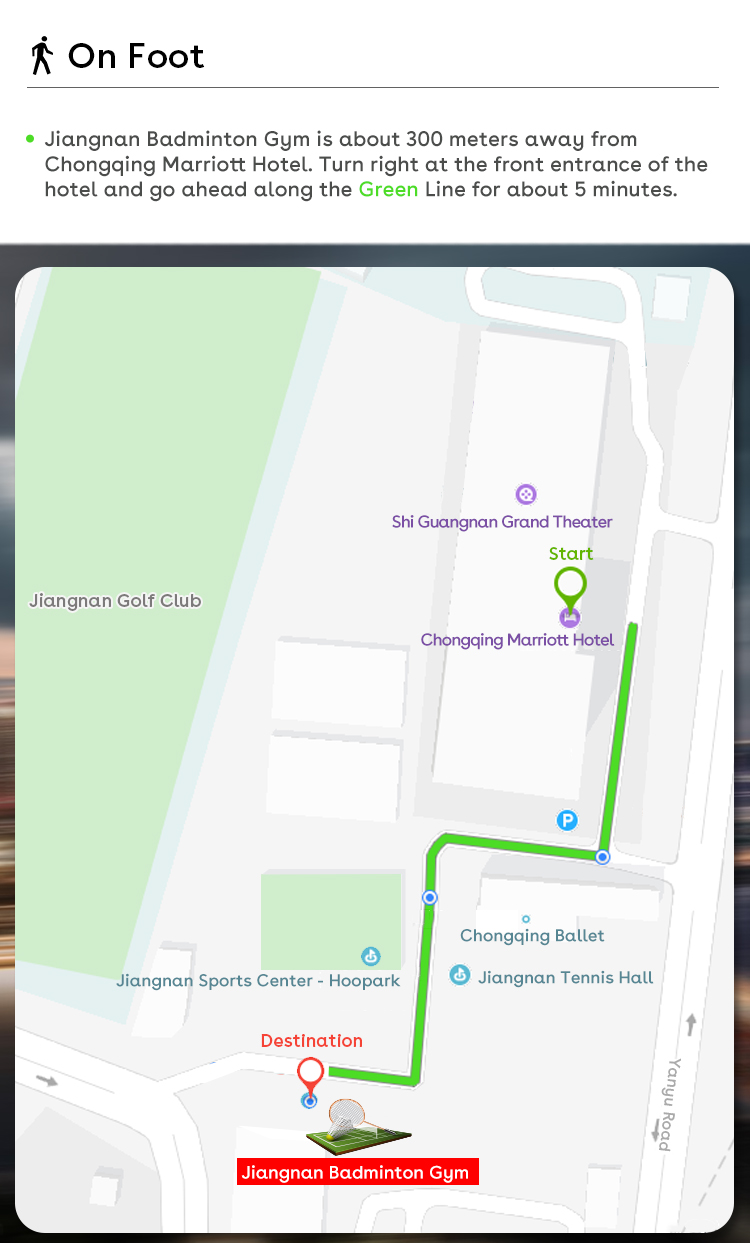 On Foot
Jiangnan Badminton Gym is about 300 meters away from
Chongqing Marriott Hotel. Turn right at the front entrance of the
hotel and go ahead along the Green Line for about 5 minutes.
Shi Guangnan Grand Theater
Start
Jiangnan Golf Club
Chongqing Marriott Hotel
P
Chongqing Ballet
Jiangnan Sports Center - Hoopark
Jiangnan Tennis Hall
Destination
Yanyu Road
Jiangnan Badminton Gym